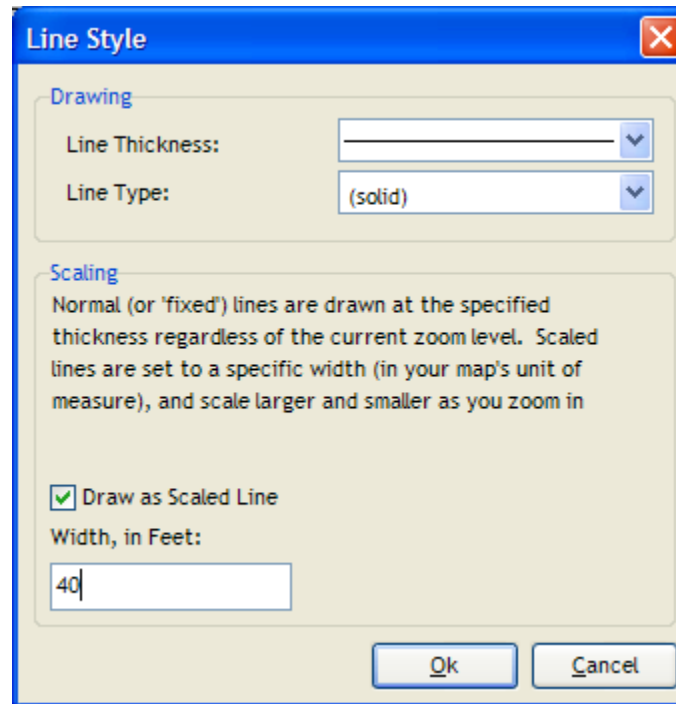 Line Style
Drawing
Line Thickness:
Line Type:
(solid)
Scaling
Normal (or 'fixed') lines are drawn at the specified
thickness regardless of the current zoom level. Scaled
lines are set to a specific width (in your map's unit of
measure), and scale larger and smaller as you zoom in
Draw as Scaled Line
Width, in Feet:
40
Ok
Cancel